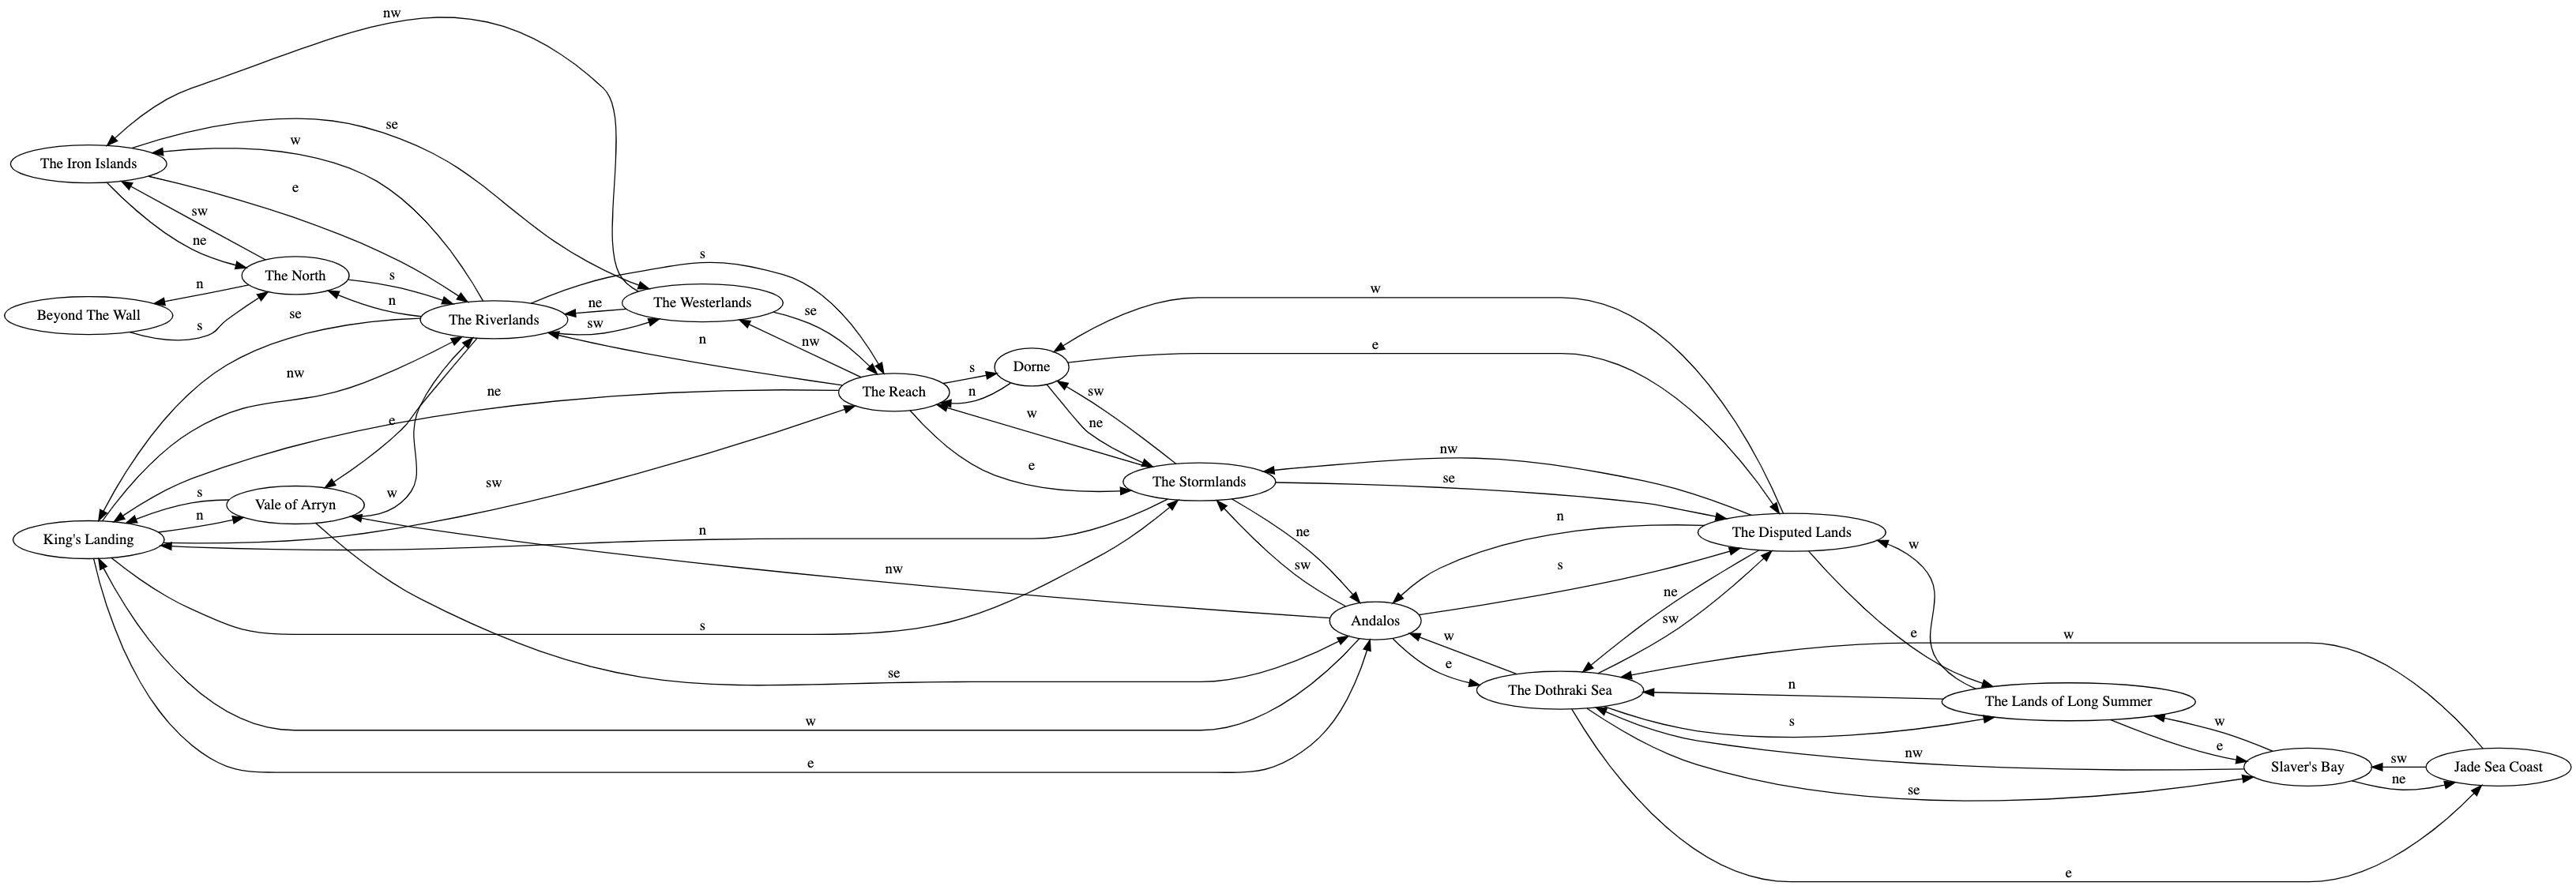 nw
se
The Iron Islands
w
e
sw
ne
The North
n
s
s
n
Beyond The Wall
s
se
The Riverlands
ne
sw
The Westerlands
s
se
n
nw
The Reach
s
n
Dorne
w
e
nw
ne
e
sw
ne
w
e
The Stormlands
nw
se
Vale of Arryn
s
n
w
sw
King's Landing
n
nw
ne
sw
The Disputed Lands
n
s
w
s
Andalos
ne
sw
e
w
se
w
e
The Dothraki Sea
n
s
The Lands of Long Summer
w
w
e
nw
se
Slaver's Bay
sw
ne
Jade Sea Coast
e
e